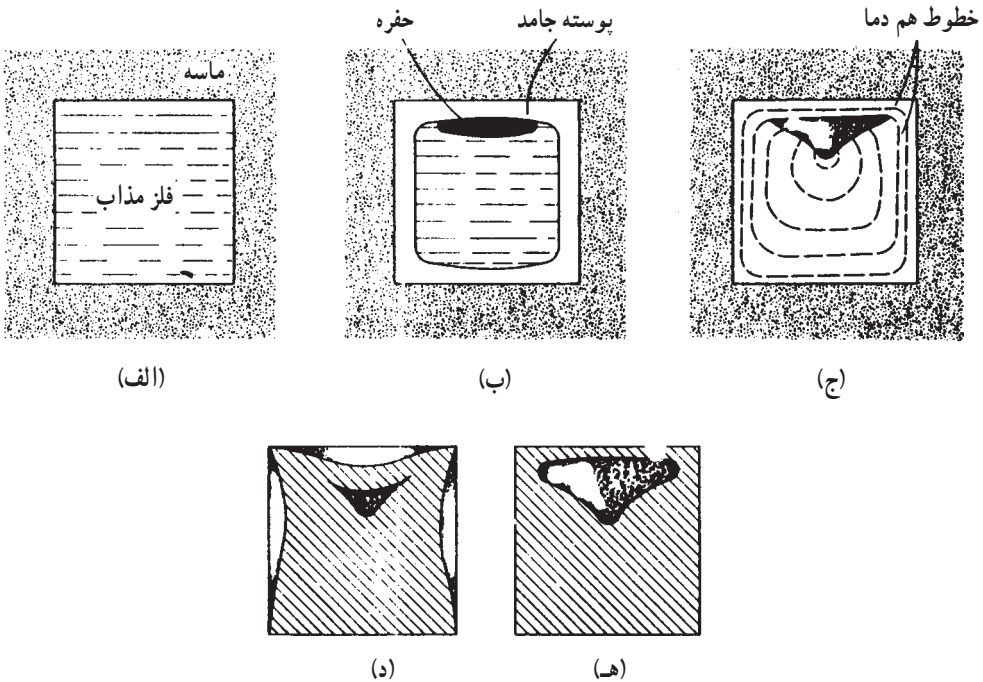 خطوط هم دما
پوسته جامد
حفره
ماسه
فلز مذاب
(ج)
(ب)
(الف)
(هـ)
(د)